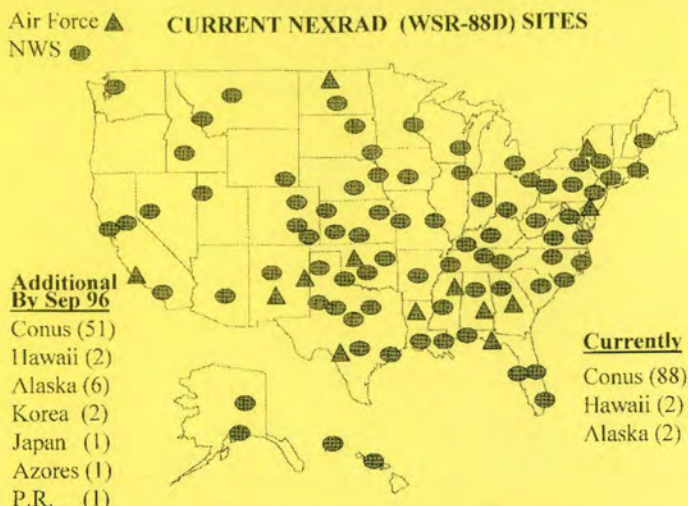 Air Force
NWS
CURRENT NEXRAD (WSR-88D) SITES
Additional
By Sep 96
Conus (51)
Hawaii (2)
Alaska (6)
Korea (2)
Japan (1)
Azores (1)
P.R. (1)
Currently
Conus (88)
Hawaii (2)
Alaska (2)